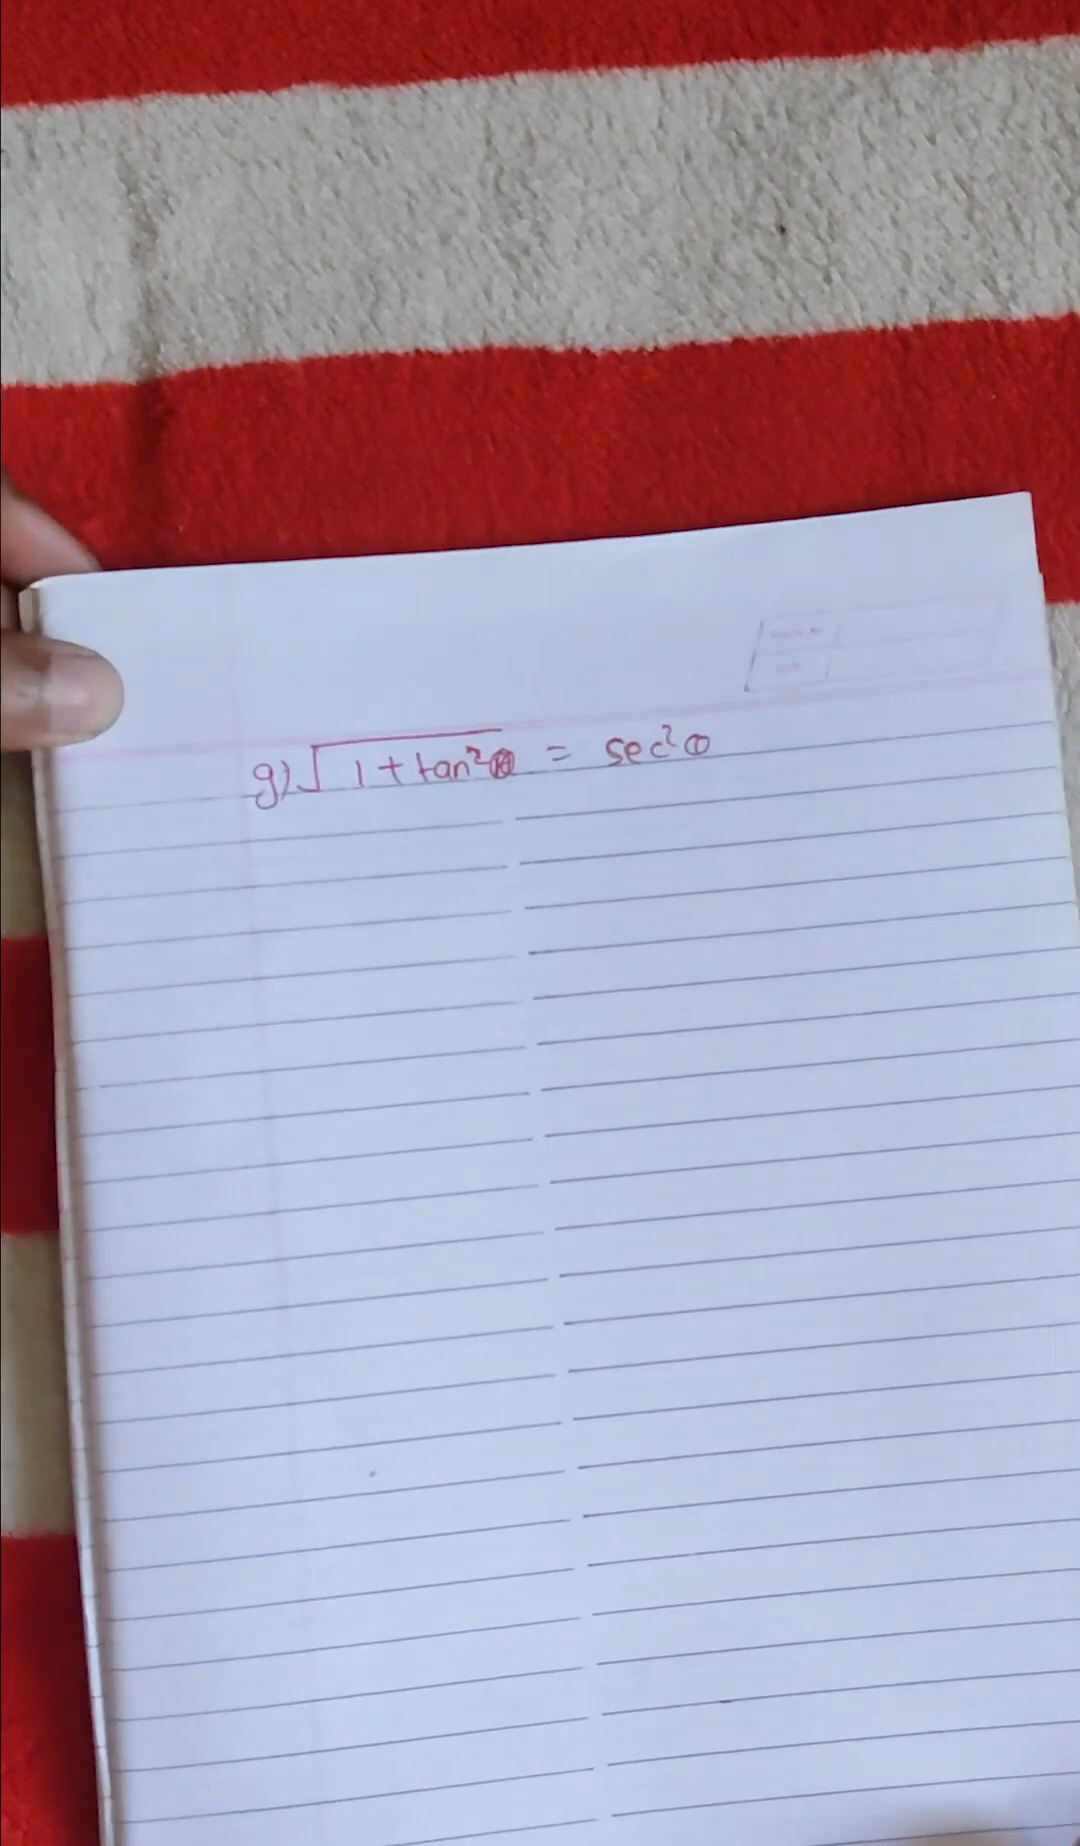 g) √1 + tan²θ = sec²θ